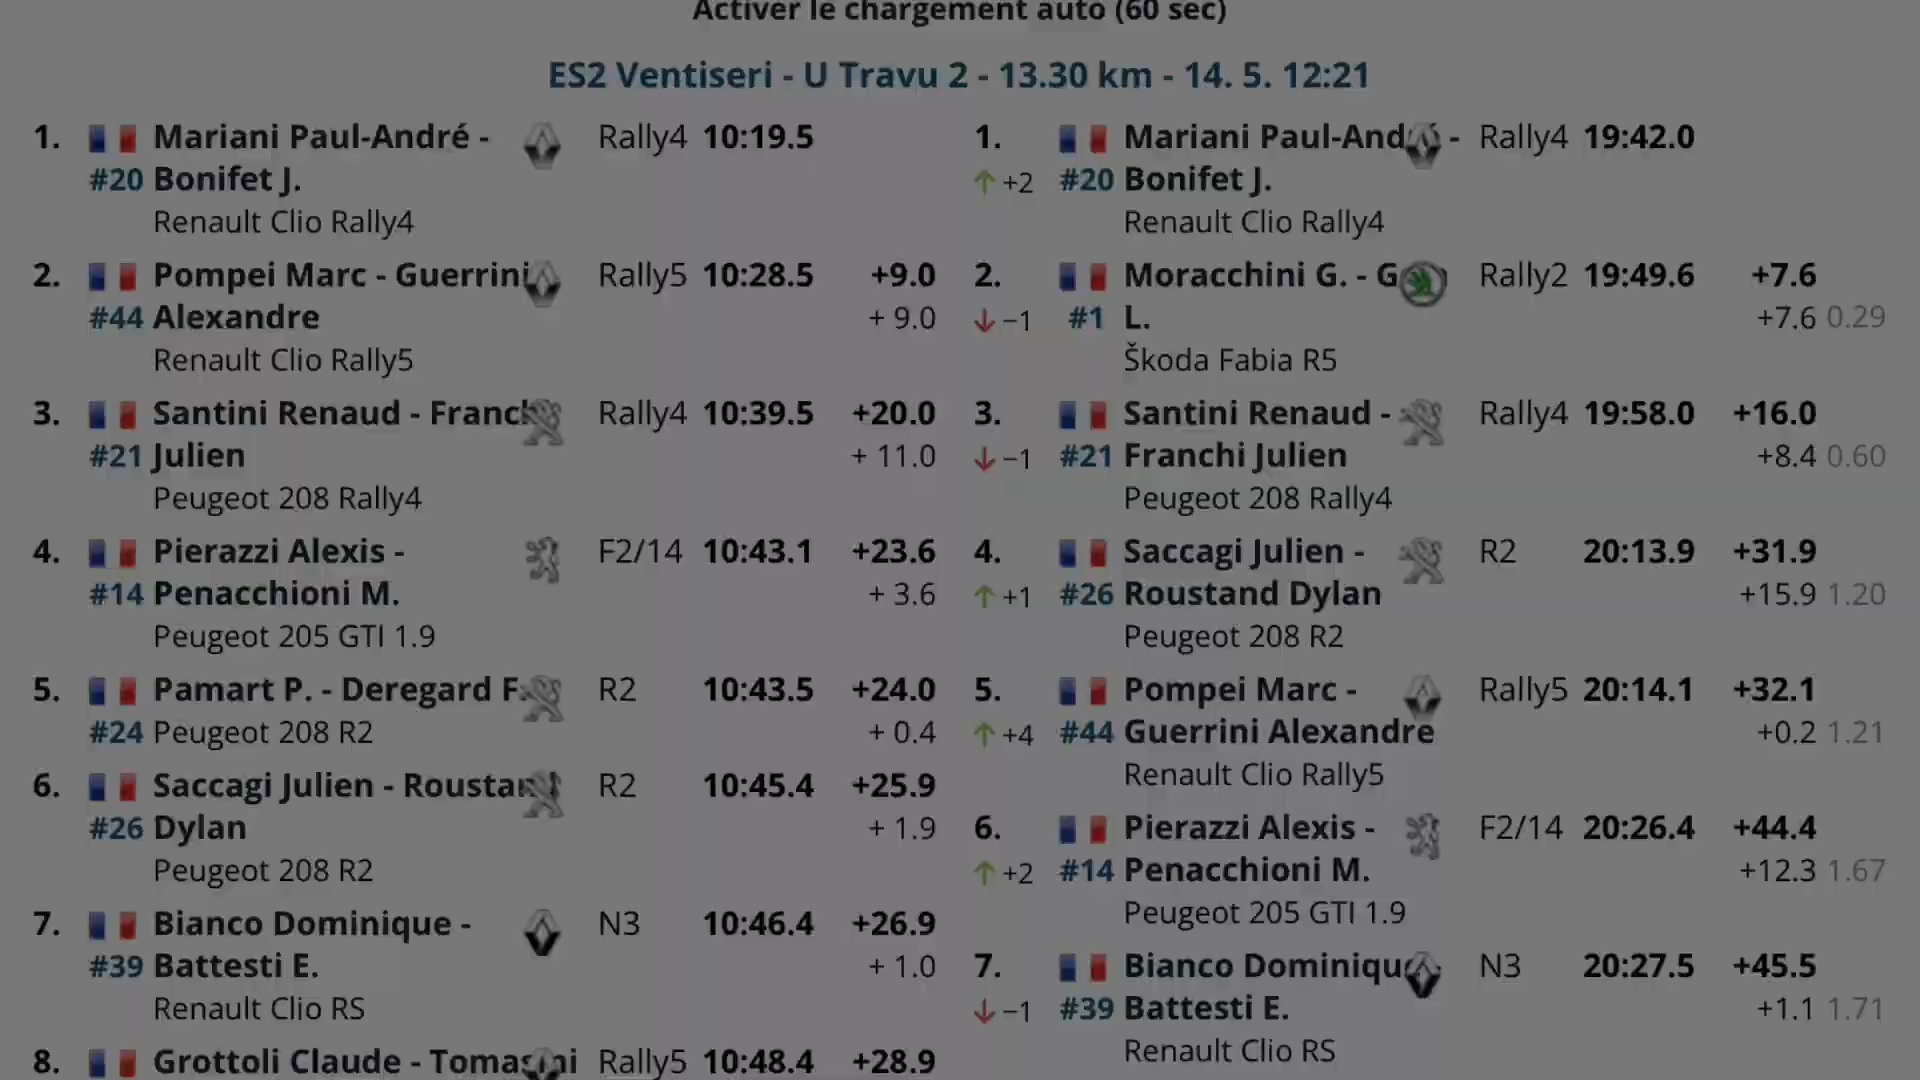 Activer le chargement auto (60 sec)
ES2 Ventiseri - U Travu 2 - 13.30 km - 14. 5. 12:21
1. Mariani Paul-André - Rally4 10:19.5
#20 Bonifet J.
Renault Clio Rally4
2. Pompei Marc - Guerrini Rally5 10:28.5 +9.0
#44 Alexandre + 9.0
Renault Clio Rally5
3. Santini Renaud - Rally4 10:39.5 +20.0
#21 Julien + 11.0
Peugeot 208 Rally4
4. Pierazzi Alexis - F2/14 10:43.1 +23.6
#14 Penacchioni M. + 3.6
Peugeot 205 GTI 1.9
5. Pamart P. - Deregard F. R2 10:43.5 +24.0
#24 Peugeot 208 R2 + 0.4
6. Saccagi Julien - Roustand R2 10:45.4 +25.9
#26 Dylan + 1.9
Peugeot 208 R2
7. Bianco Dominique - N3 10:46.4 +26.9
#39 Battesti E. + 1.0
Renault Clio RS
8. Grottoli Claude - Rally5 10:48.4 +28.9
1. Mariani Paul-André - Rally4 19:42.0
+2 #20 Bonifet J.
Renault Clio Rally4
2. Moracchini G. - Rally2 19:49.6 +7.6
−1 #1 L. +7.6 0.29
Škoda Fabia R5
3. Santini Renaud - Rally4 19:58.0 +16.0
−1 #21 Franchi Julien +8.4 0.60
Peugeot 208 Rally4
4. Saccagi Julien - R2 20:13.9 +31.9
+1 #26 Roustand Dylan +15.9 1.20
Peugeot 208 R2
5. Pompei Marc - Rally5 20:14.1 +32.1
+4 #44 Guerrini Alexandre +0.2 1.21
Renault Clio Rally5
6. Pierazzi Alexis - F2/14 20:26.4 +44.4
+2 #14 Penacchioni M. +12.3 1.67
Peugeot 205 GTI 1.9
7. Bianco Dominique N3 20:27.5 +45.5
−1 #39 Battesti E. +1.1 1.71
Renault Clio RS